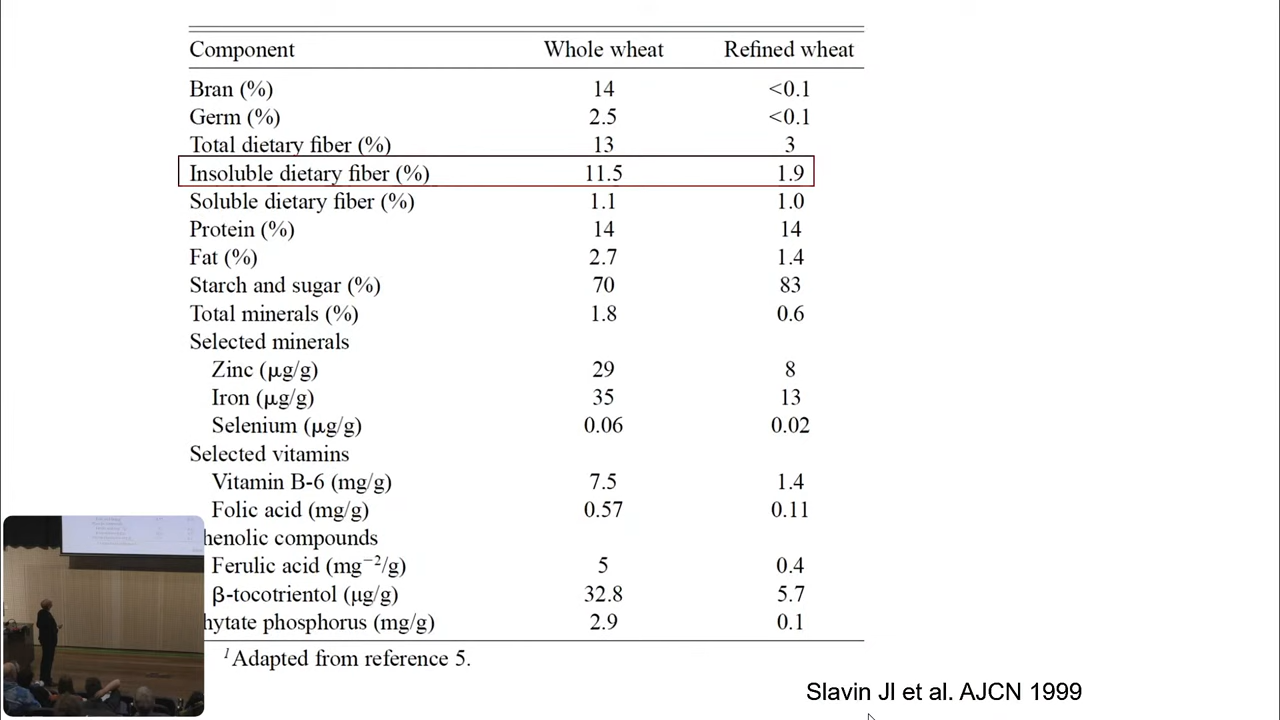 Component Whole wheat Refined wheat
Bran (%) 14 <0.1
Germ (%) 2.5 <0.1
Total dietary fiber (%) 13 3
Insoluble dietary fiber (%) 11.5 1.9
Soluble dietary fiber (%) 1.1 1.0
Protein (%) 14 14
Fat (%) 2.7 1.4
Starch and sugar (%) 70 83
Total minerals (%) 1.8 0.6
Selected minerals
Zinc (μg/g) 29 8
Iron (μg/g) 35 13
Selenium (μg/g) 0.06 0.02
Selected vitamins
Vitamin B-6 (mg/g) 7.5 1.4
Folic acid (mg/g) 0.57 0.11
henolic compounds
Ferulic acid (mg⁻²/g) 5 0.4
β-tocotrientol (μg/g) 32.8 5.7
hytate phosphorus (mg/g) 2.9 0.1
¹Adapted from reference 5.
Slavin JI et al. AJCN 1999